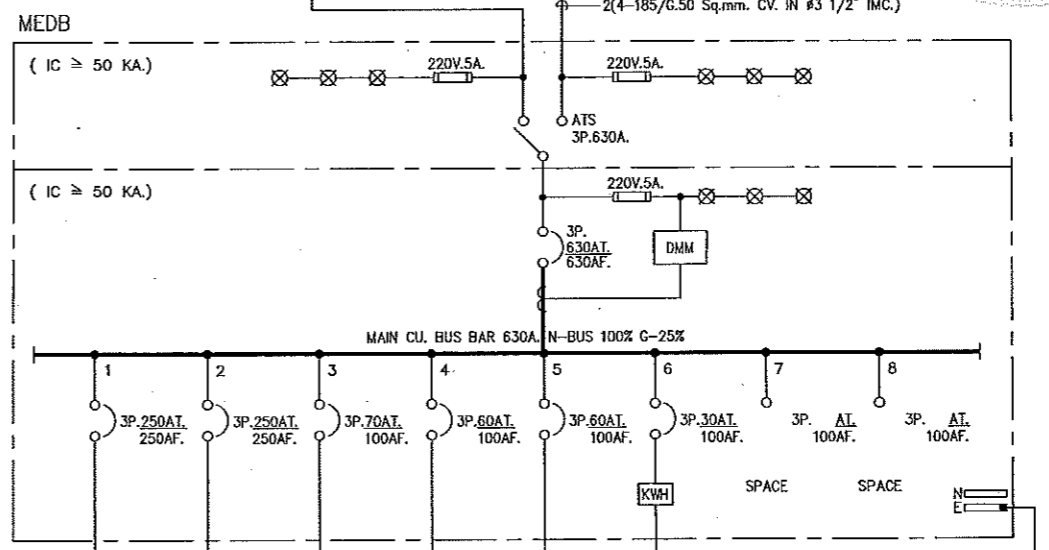 2(4-185/G.50 Sq.mm. CV. IN ø3 1/2" IMC.)
MEDB
( IC ≥ 50 KA.)
220V.5A.
220V.5A.
ATS
3P.630A.
( IC ≥ 50 KA.)
220V.5A.
3P.
630AT.
630AF.
DMM
MAIN CU. BUS BAR 630A. N-BUS 100% G-25%
1
2
3
4
5
6
7
8
3P.250AT.
250AF.
3P.250AT.
250AF.
3P.70AT.
100AF.
3P.60AT.
100AF.
3P.60AT.
100AF.
3P.30AT.
100AF.
3P. AT.
100AF.
3P. AT.
100AF.
KWH
SPACE
SPACE
N
E